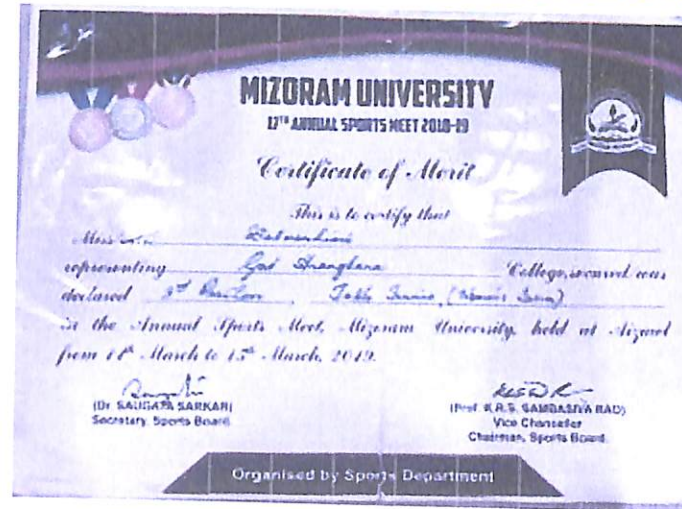 MIZORAM UNIVERSITY
17TH ANNUAL SPORTS MEET 2018-19
Certificate of Merit
This is to certify that
Miss
representing Govt Hrangbana College, secured was
declared Position, Table Tennis
in the Annual Sports Meet, Mizoram University, held at Aizawl
from 11th March to 15th March, 2019.
(Dr. SAUGATA SARKAR)
Secretary, Sports Board
(Prof. K.R.S. SAMBASIVA RAO)
Vice Chancellor
Chairman, Sports Board
Organised by Sports Department